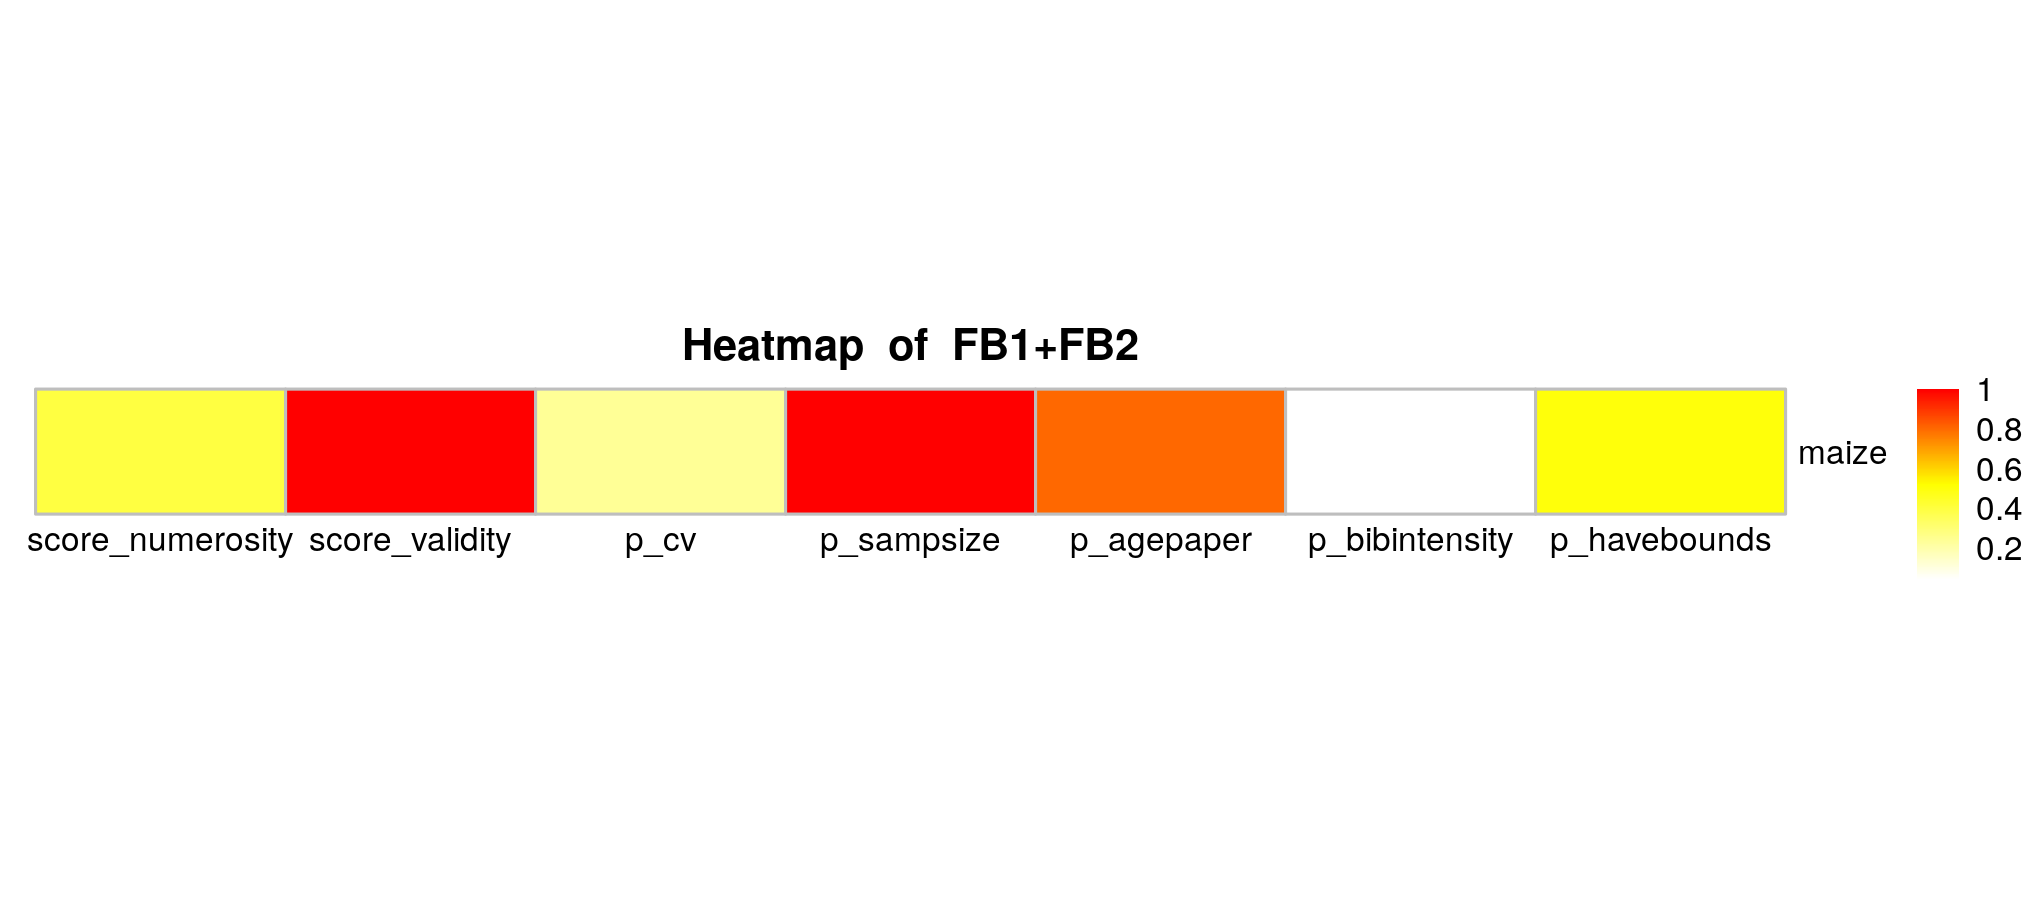 Heatmap of FB1+FB2
maize
score_numerosity score_validity p_cv p_sampsize p_agepaper p_bibintensity p_havebounds
1
0.8
0.6
0.4
0.2